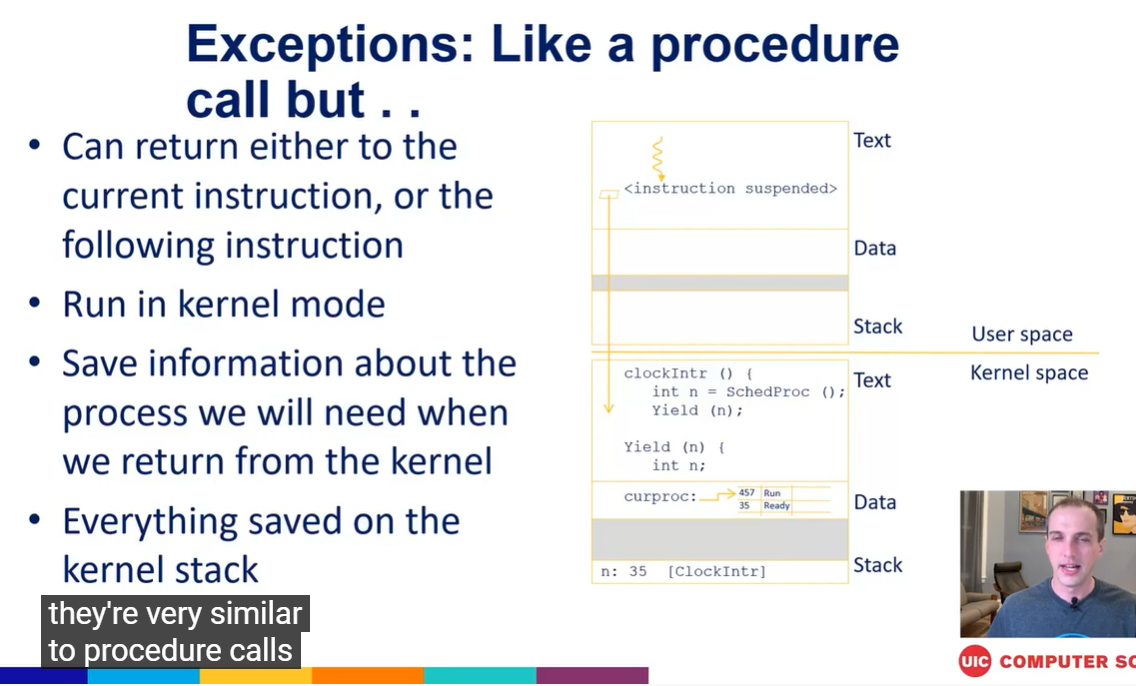 Exceptions: Like a procedure
call but . .
• Can return either to the
current instruction, or the
following instruction
• Run in kernel mode
• Save information about the
process we will need when
we return from the kernel
• Everything saved on the
kernel stack
Text
<instruction suspended>
Data
Stack
User space
Kernel space
clockIntr () {
int n = SchedProc ();
Yield (n);
Text
Yield (n) {
int n;
curproc:
457 Run
35 Ready
Data
Stack
n: 35 [ClockIntr]
they're very similar
to procedure calls
UIC COMPUTER SC